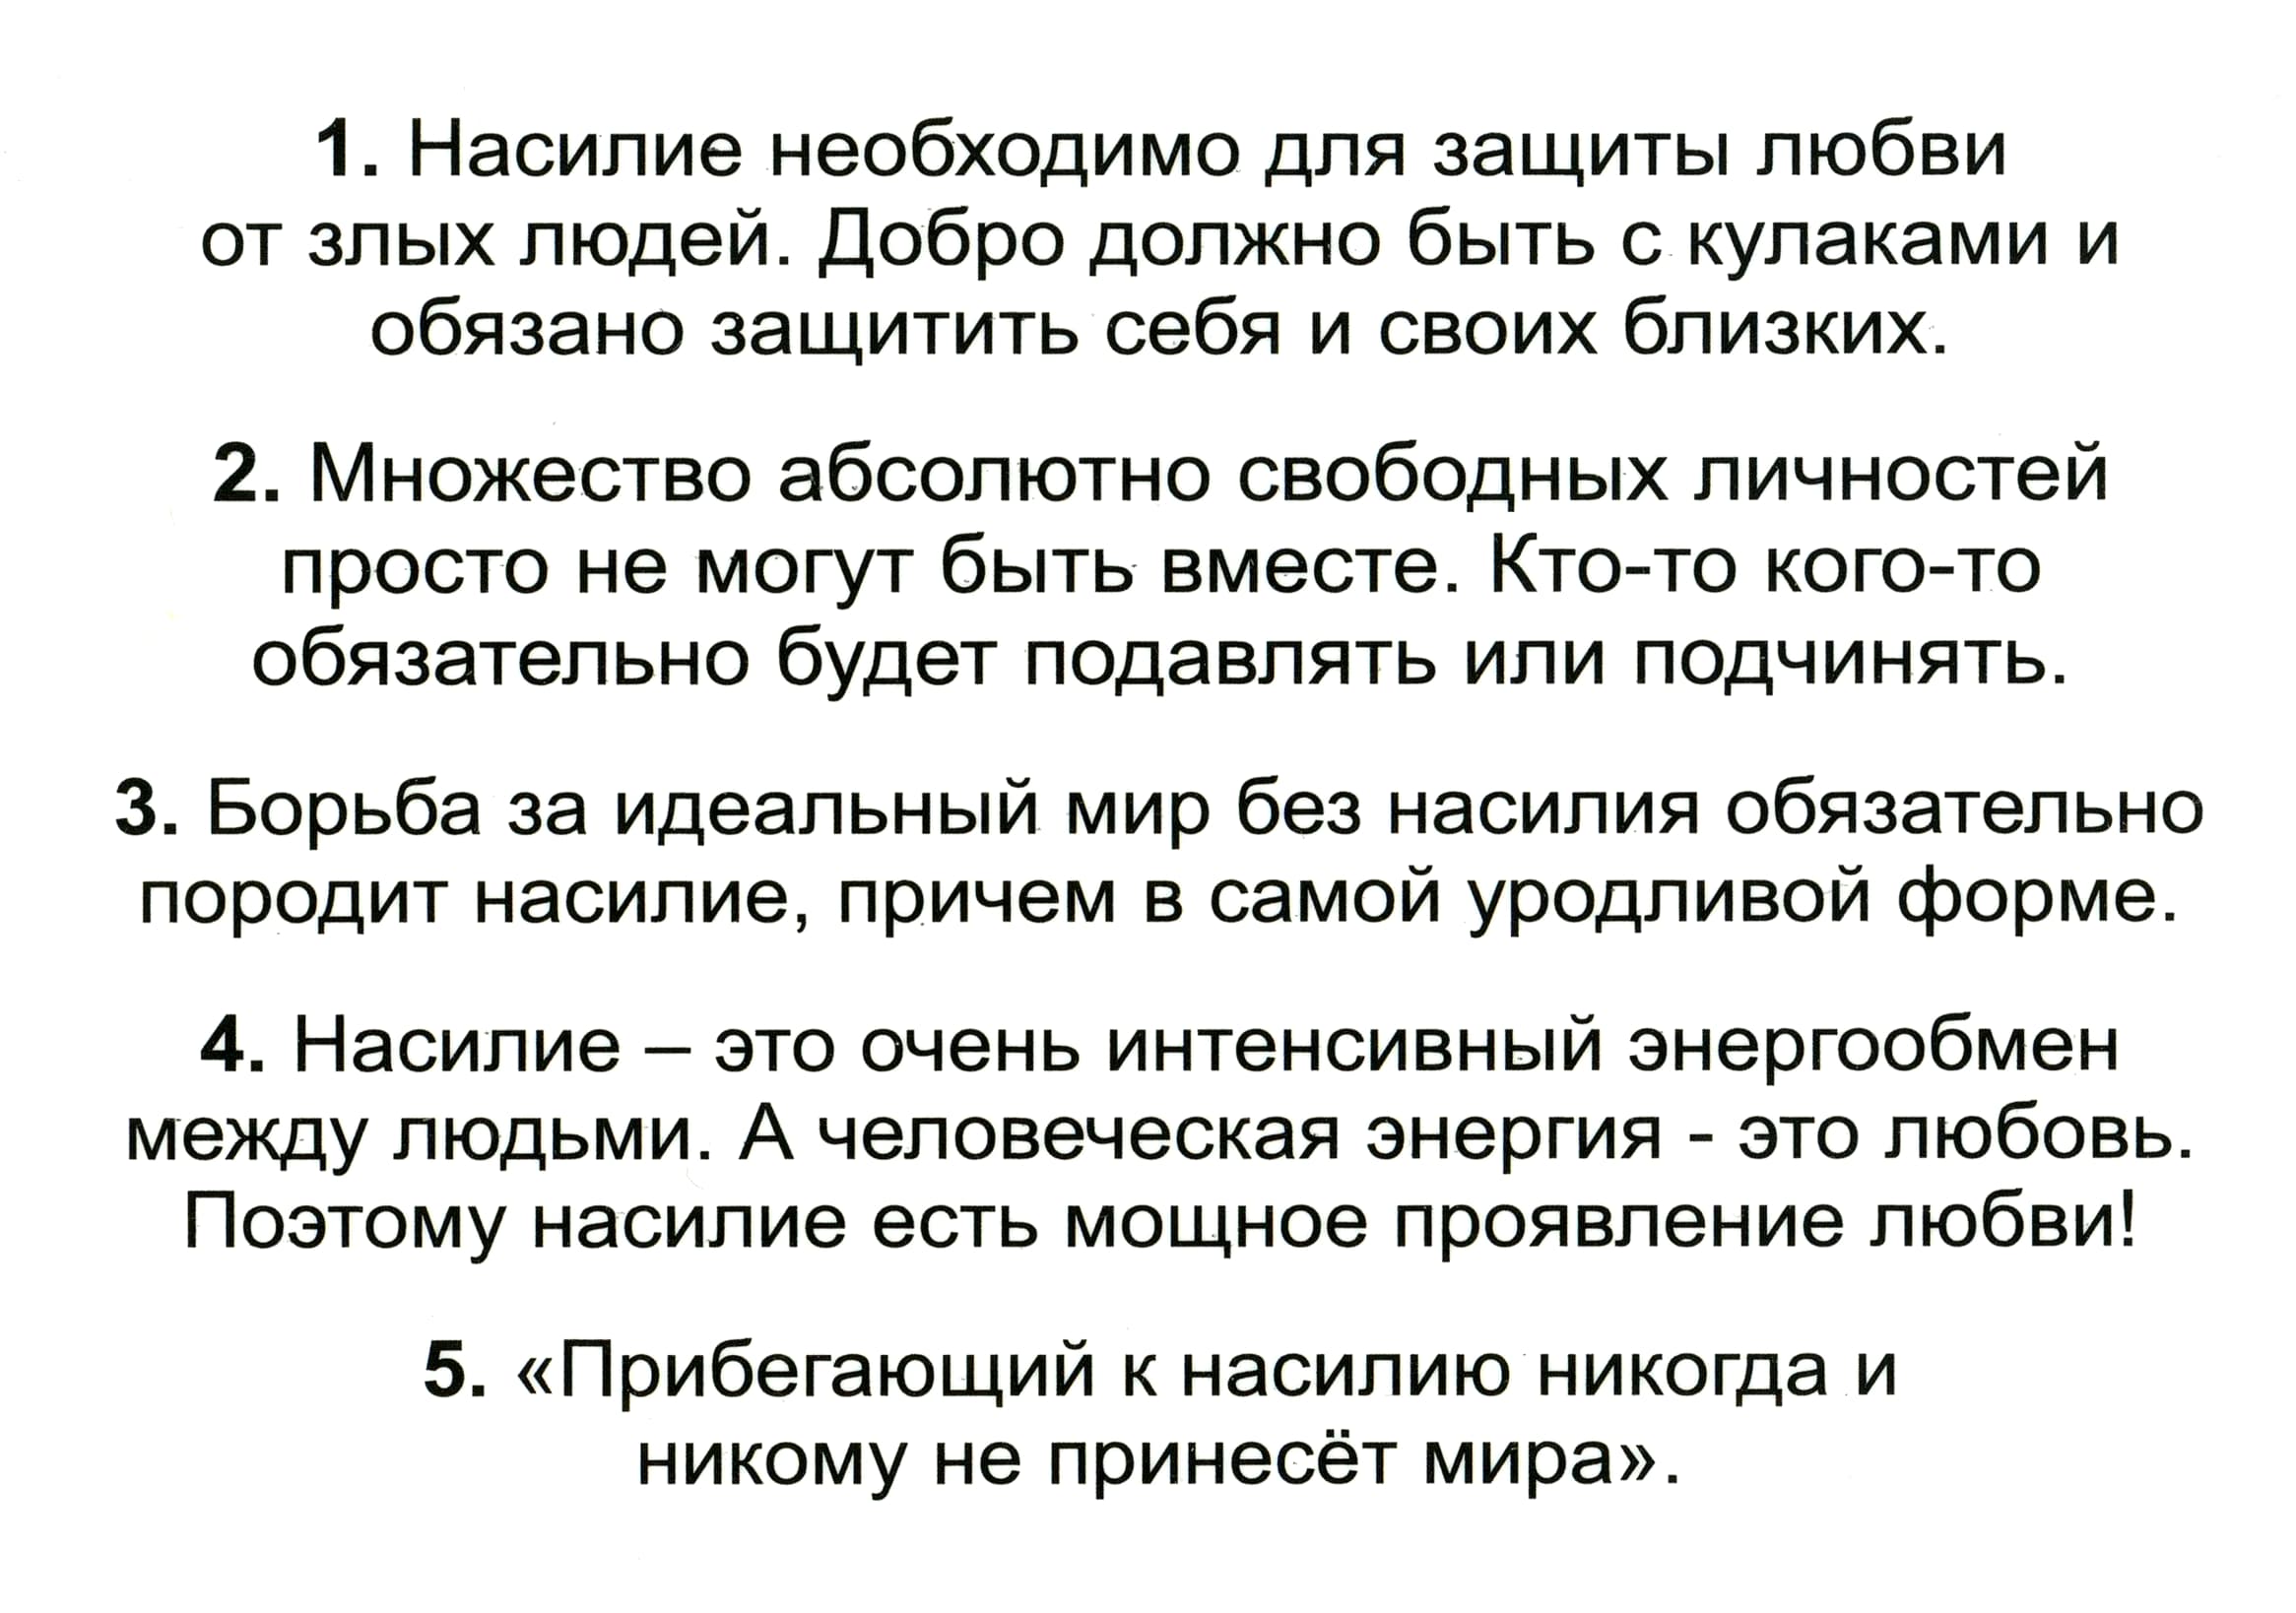 1. Насилие необходимо для защиты любви
от злых людей. Добро должно быть с кулаками и
обязано защитить себя и своих близких.
2. Множество абсолютно свободных личностей
просто не могут быть вместе. Кто-то кого-то
обязательно будет подавлять или подчинять.
3. Борьба за идеальный мир без насилия обязательно
породит насилие, причем в самой уродливой форме.
4. Насилие – это очень интенсивный энергообмен
между людьми. А человеческая энергия - это любовь.
Поэтому насилие есть мощное проявление любви!
5. «Прибегающий к насилию никогда и
никому не принесёт мира».